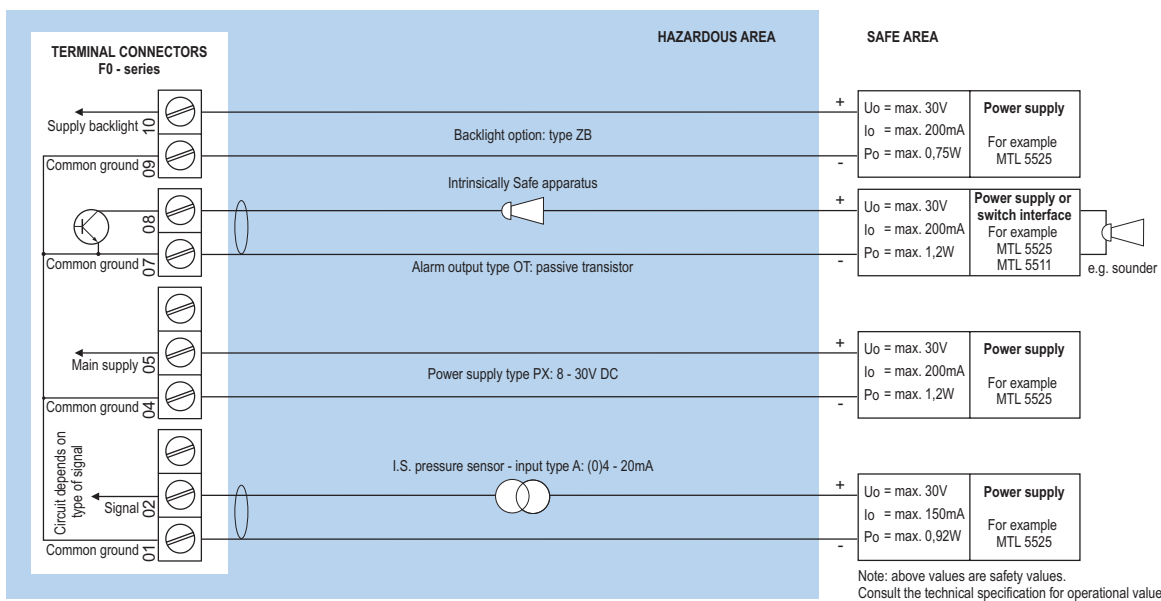 HAZARDOUS AREA
SAFE AREA
TERMINAL CONNECTORS
F0 - series
Supply backlight
10
Common ground
09
Backlight option: type ZB
+
-
Uo = max. 30V
Io = max. 200mA
Po = max. 0,75W
Power supply
For example
MTL 5525
08
Common ground
07
Intrinsically Safe apparatus
Alarm output type OT: passive transistor
+
-
Uo = max. 30V
Io = max. 200mA
Po = max. 1,2W
Power supply or
switch interface
For example
MTL 5525
MTL 5511
e.g. sounder
Main supply
05
Common ground
04
Power supply type PX: 8 - 30V DC
+
-
Uo = max. 30V
Io = max. 200mA
Po = max. 1,2W
Power supply
For example
MTL 5525
Circuit depends on
type of signal
Signal
02
Common ground
01
I.S. pressure sensor - input type A: (0)4 - 20mA
+
-
Uo = max. 30V
Io = max. 150mA
Po = max. 0,92W
Power supply
For example
MTL 5525
Note: above values are safety values.
Consult the technical specification for operational value